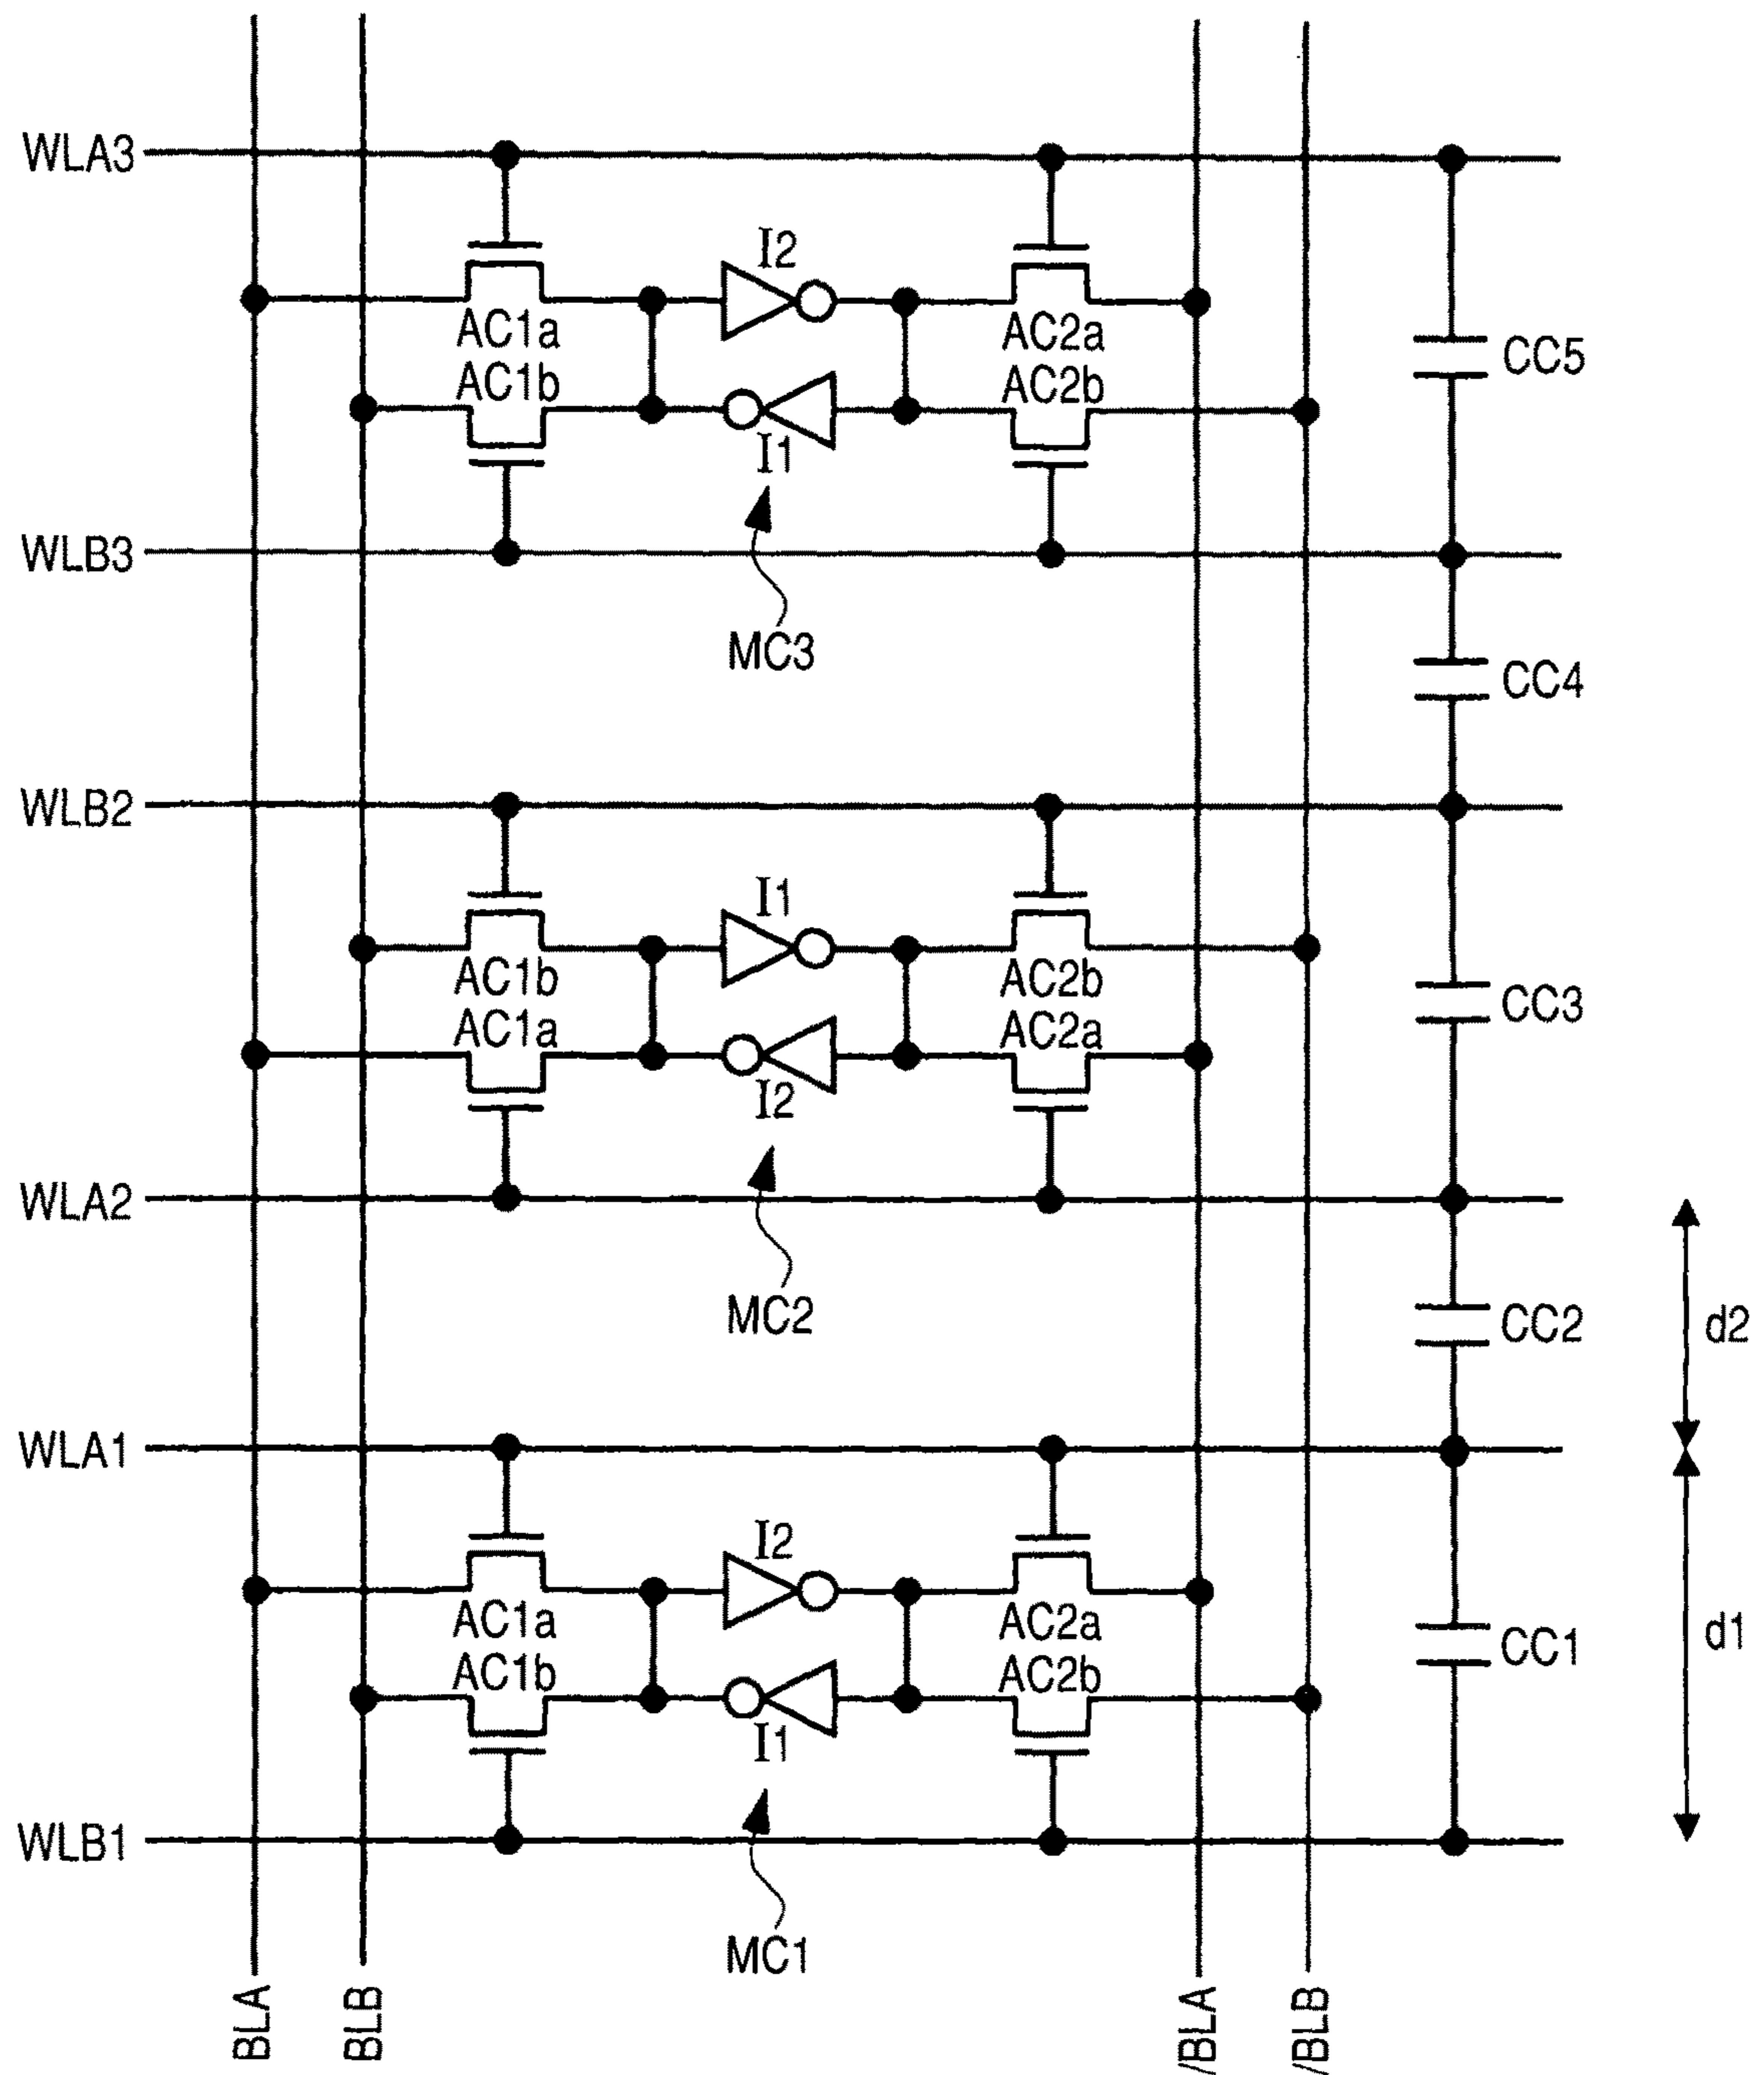 WLA3
I2
AC1a
AC2a
CC5
AC1b
AC2b
I1
WLB3
MC3
CC4
WLB2
I1
AC1b
AC2b
CC3
AC1a
AC2a
I2
WLA2
MC2
CC2
d2
WLA1
I2
AC1a
AC2a
CC1
d1
AC1b
AC2b
I1
WLB1
MC1
BLA
BLB
/BLA
/BLB